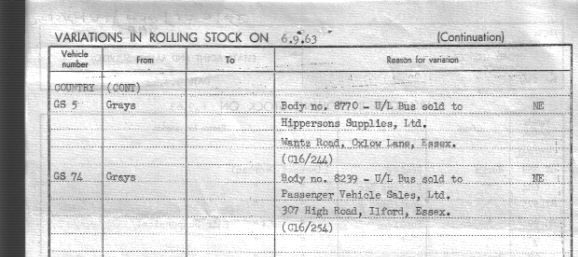 VARIATIONS IN ROLLING STOCK ON 6.9.63 (Continuation)
Vehicle number From To Reason for variation
COUNTRY (CONT)
GS 5 Grays Body no. 8770 - U/L Bus sold to NE
Hippersons Supplies, Ltd.
Wants Road, Oxlow Lane, Essex.
(C16/244)
GS 74 Grays Body no. 8239 - U/L Bus sold to NE
Passenger Vehicle Sales, Ltd.
307 High Road, Ilford, Essex.
(C16/254)